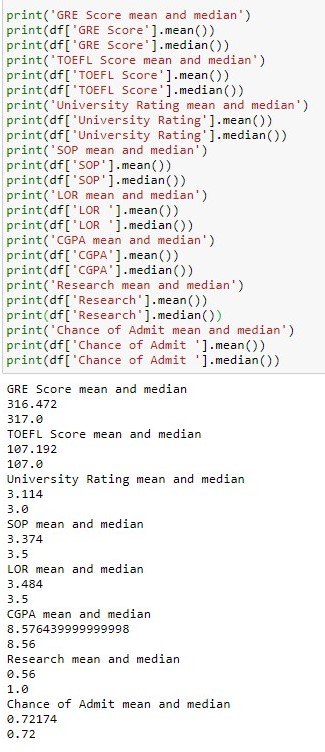 print('GRE Score mean and median')
print(df['GRE Score'].mean())
print(df['GRE Score'].median())
print('TOEFL Score mean and median')
print(df['TOEFL Score'].mean())
print(df['TOEFL Score'].median())
print('University Rating mean and median')
print(df['University Rating'].mean())
print(df['University Rating'].median())
print('SOP mean and median')
print(df['SOP'].mean())
print(df['SOP'].median())
print('LOR mean and median')
print(df['LOR '].mean())
print(df['LOR '].median())
print('CGPA mean and median')
print(df['CGPA'].mean())
print(df['CGPA'].median())
print('Research mean and median')
print(df['Research'].mean())
print(df['Research'].median())
print('Chance of Admit mean and median')
print(df['Chance of Admit '].mean())
print(df['Chance of Admit '].median())
GRE Score mean and median
316.472
317.0
TOEFL Score mean and median
107.192
107.0
University Rating mean and median
3.114
3.0
SOP mean and median
3.374
3.5
LOR mean and median
3.484
3.5
CGPA mean and median
8.576439999999998
8.56
Research mean and median
0.56
1.0
Chance of Admit mean and median
0.72174
0.72